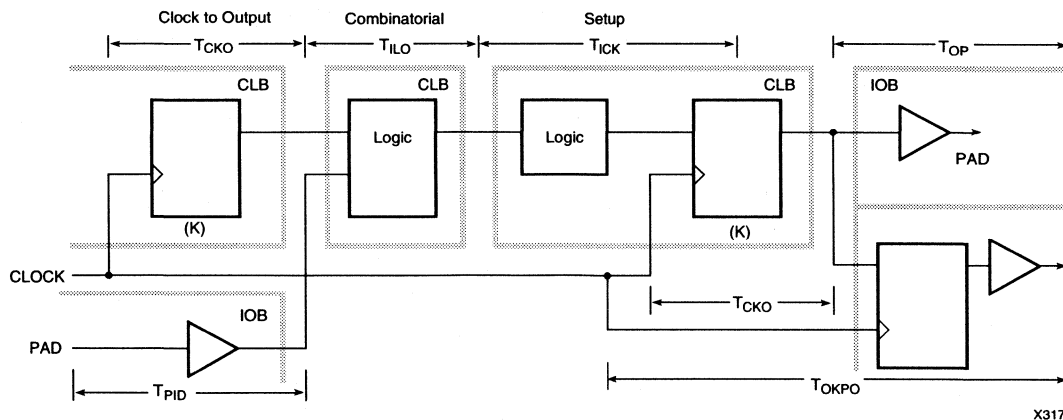 Clock to Output
Combinatorial
Setup
TCKO
TILO
TICK
TOP
CLB
CLB
CLB
IOB
Logic
Logic
PAD
(K)
(K)
CLOCK
IOB
TCKO
PAD
TPID
TOKPO
X317